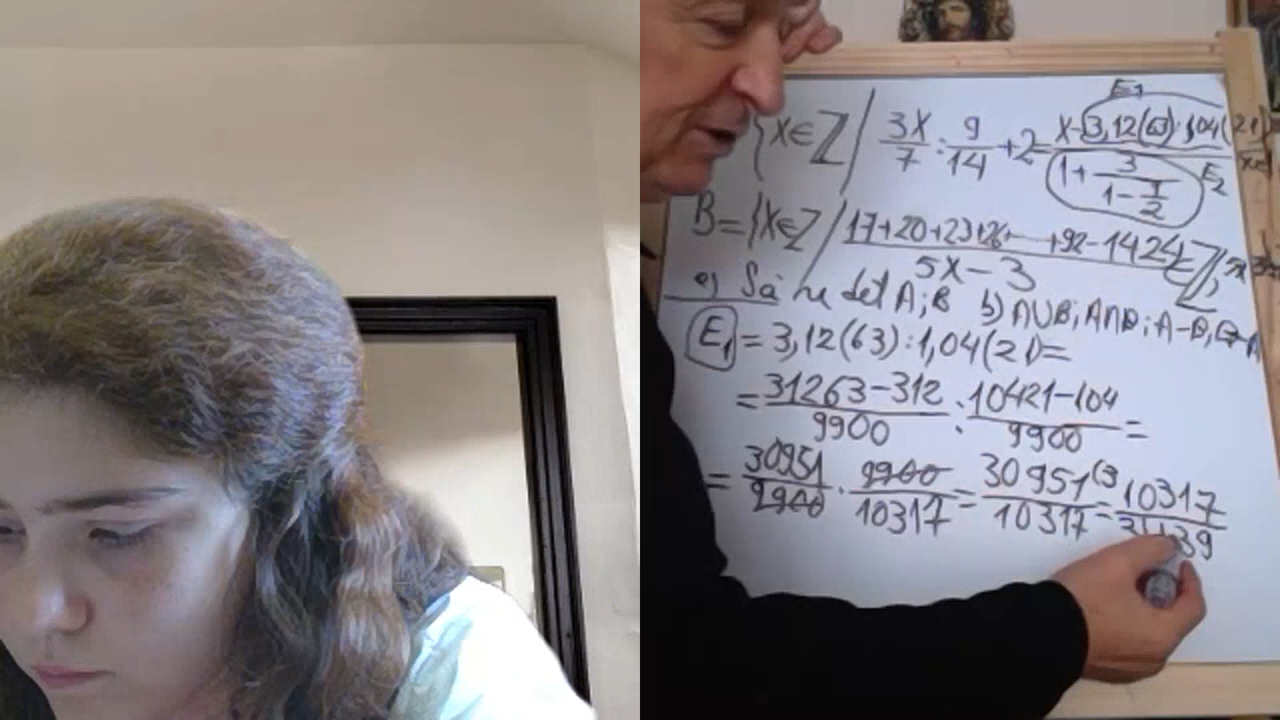 E1
{x∈ℤ / 3x/7 : 9/14 + 2 = x-3,12(63):1,04(21) / 1 + 3/(1 - 1/2) E2
B = {x∈ℤ / 17+20+23+26+...+92-1424 / 5x-3 ∈ ℤ,
a) Să se det A;B b) A∪B; A∩B; A-B;
E1 = 3,12(63):1,04(21)=
= 31263-312/9900 : 10421-104/9900 =
= 30951/9900 · 9900/10317 = 30951(3/10317 = 10317/3439